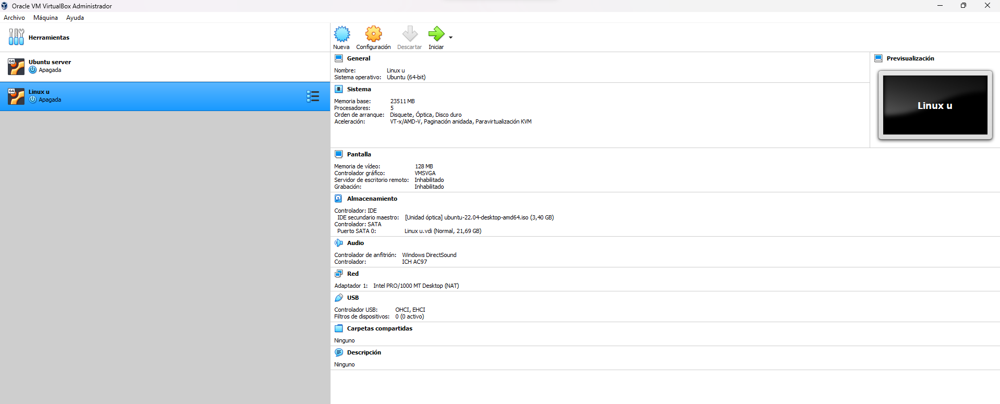 Oracle VM VirtualBox Administrador
Archivo Máquina Ayuda
Herramientas
64
Ubuntu server
Apagada
64
Linux u
Apagada
Nueva Configuración Descartar Iniciar
General
Nombre: Linux u
Sistema operativo: Ubuntu (64-bit)
Sistema
Memoria base: 23511 MB
Procesadores: 5
Orden de arranque: Disquete, Óptica, Disco duro
Aceleración: VT-x/AMD-V, Paginación anidada, Paravirtualización KVM
Previsualización
Linux u
Pantalla
Memoria de vídeo: 128 MB
Controlador gráfico: VMSVGA
Servidor de escritorio remoto: Inhabilitado
Grabación: Inhabilitado
Almacenamiento
Controlador: IDE
IDE secundario maestro: [Unidad óptica] ubuntu-22.04-desktop-amd64.iso (3,40 GB)
Controlador: SATA
Puerto SATA 0: Linux u.vdi (Normal, 21,69 GB)
Audio
Controlador de anfitrión: Windows DirectSound
Controlador: ICH AC97
Red
Adaptador 1: Intel PRO/1000 MT Desktop (NAT)
USB
Controlador USB: OHCI, EHCI
Filtros de dispositivos: 0 (0 activo)
Carpetas compartidas
Ninguno
Descripción
Ninguno